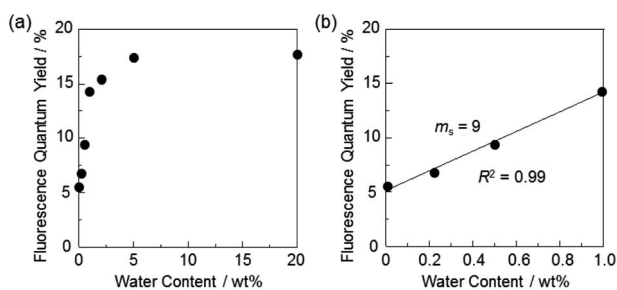 (a)
Fluorescence Quantum Yield / %
20
15
10
5
0
0 5 10 15 20
Water Content / wt%
(b)
Fluorescence Quantum Yield / %
20
15
10
5
0
mₛ = 9
R² = 0.99
0 0.2 0.4 0.6 0.8 1.0
Water Content / wt%